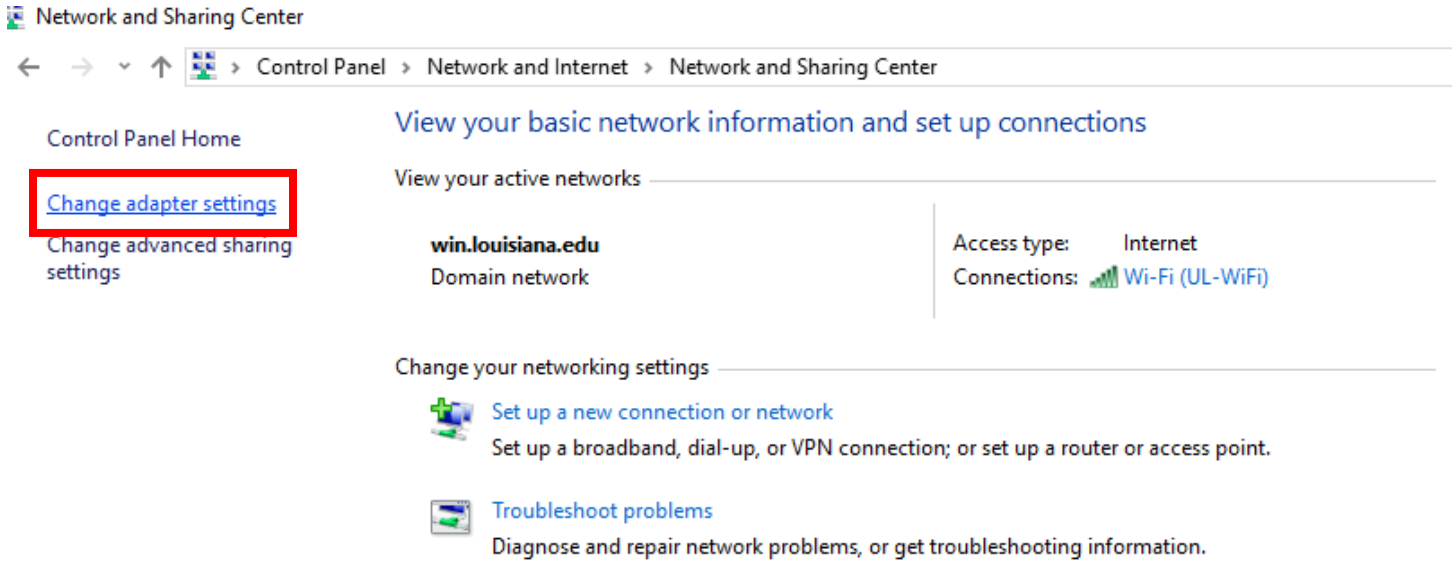 Network and Sharing Center
Control Panel > Network and Internet > Network and Sharing Center
Control Panel Home
Change adapter settings
Change advanced sharing
settings
View your basic network information and set up connections
View your active networks
win.louisiana.edu
Domain network
Access type: Internet
Connections: Wi-Fi (UL-WiFi)
Change your networking settings
Set up a new connection or network
Set up a broadband, dial-up, or VPN connection; or set up a router or access point.
Troubleshoot problems
Diagnose and repair network problems, or get troubleshooting information.